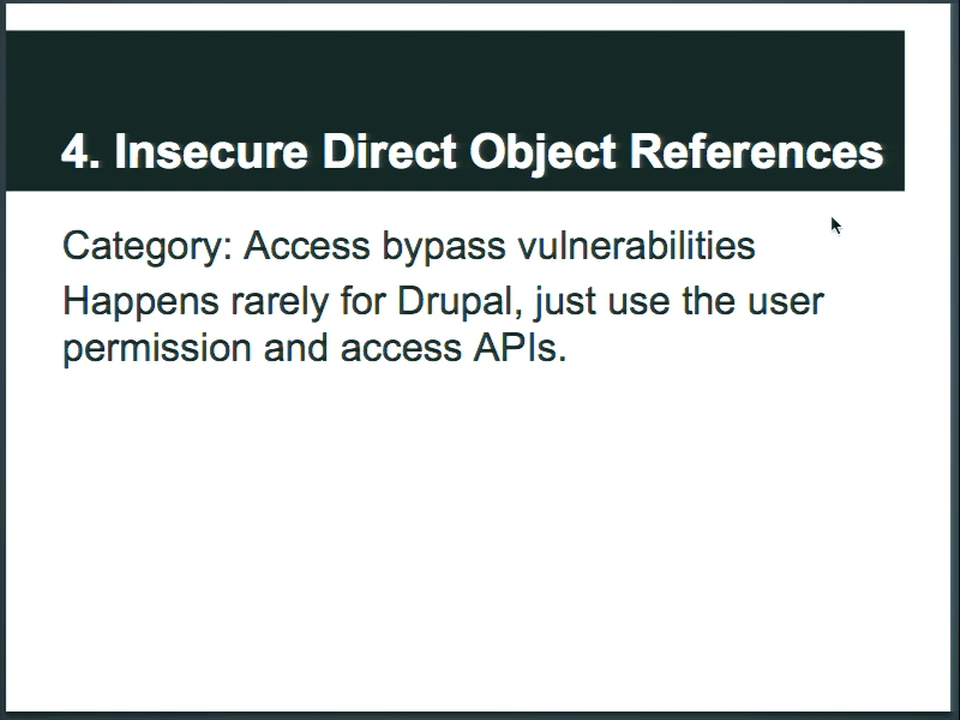 4. Insecure Direct Object References
Category: Access bypass vulnerabilities
Happens rarely for Drupal, just use the user
permission and access APIs.